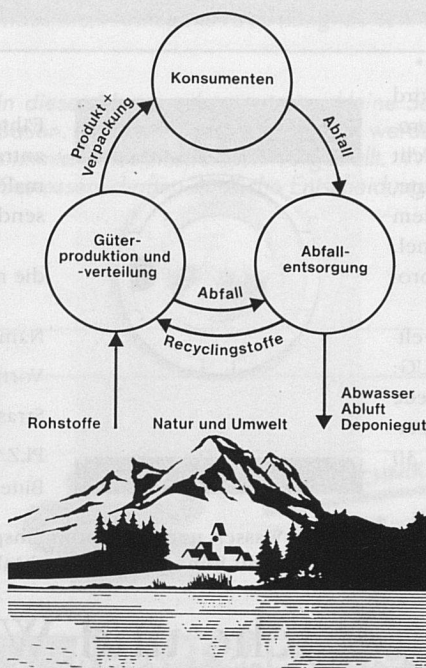 Konsumenten
Produkt +
Verpackung
Abfall
Güter-
produktion und
-verteilung
Abfall-
entsorgung
Abfall
Recyclingstoffe
Rohstoffe
Natur und Umwelt
Abwasser
Abluft
Deponiegut